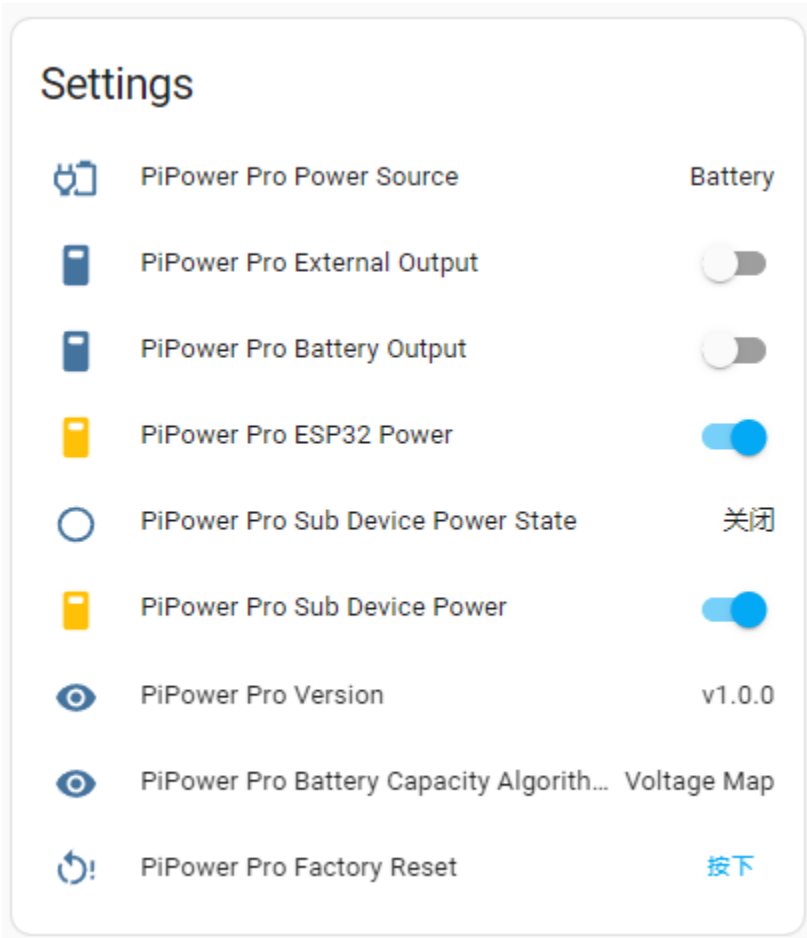 Settings
PiPower Pro Power Source Battery
PiPower Pro External Output
PiPower Pro Battery Output
PiPower Pro ESP32 Power
PiPower Pro Sub Device Power State 关闭
PiPower Pro Sub Device Power
PiPower Pro Version v1.0.0
PiPower Pro Battery Capacity Algorith... Voltage Map
PiPower Pro Factory Reset 按下